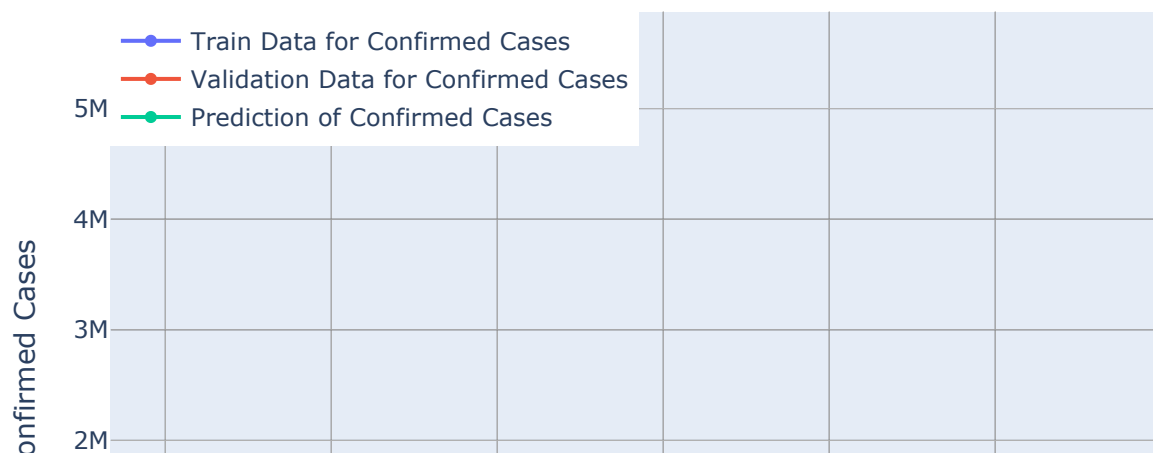 Train Data for Confirmed Cases
Validation Data for Confirmed Cases
Prediction of Confirmed Cases
5M
4M
3M
2M
onfirmed Cases